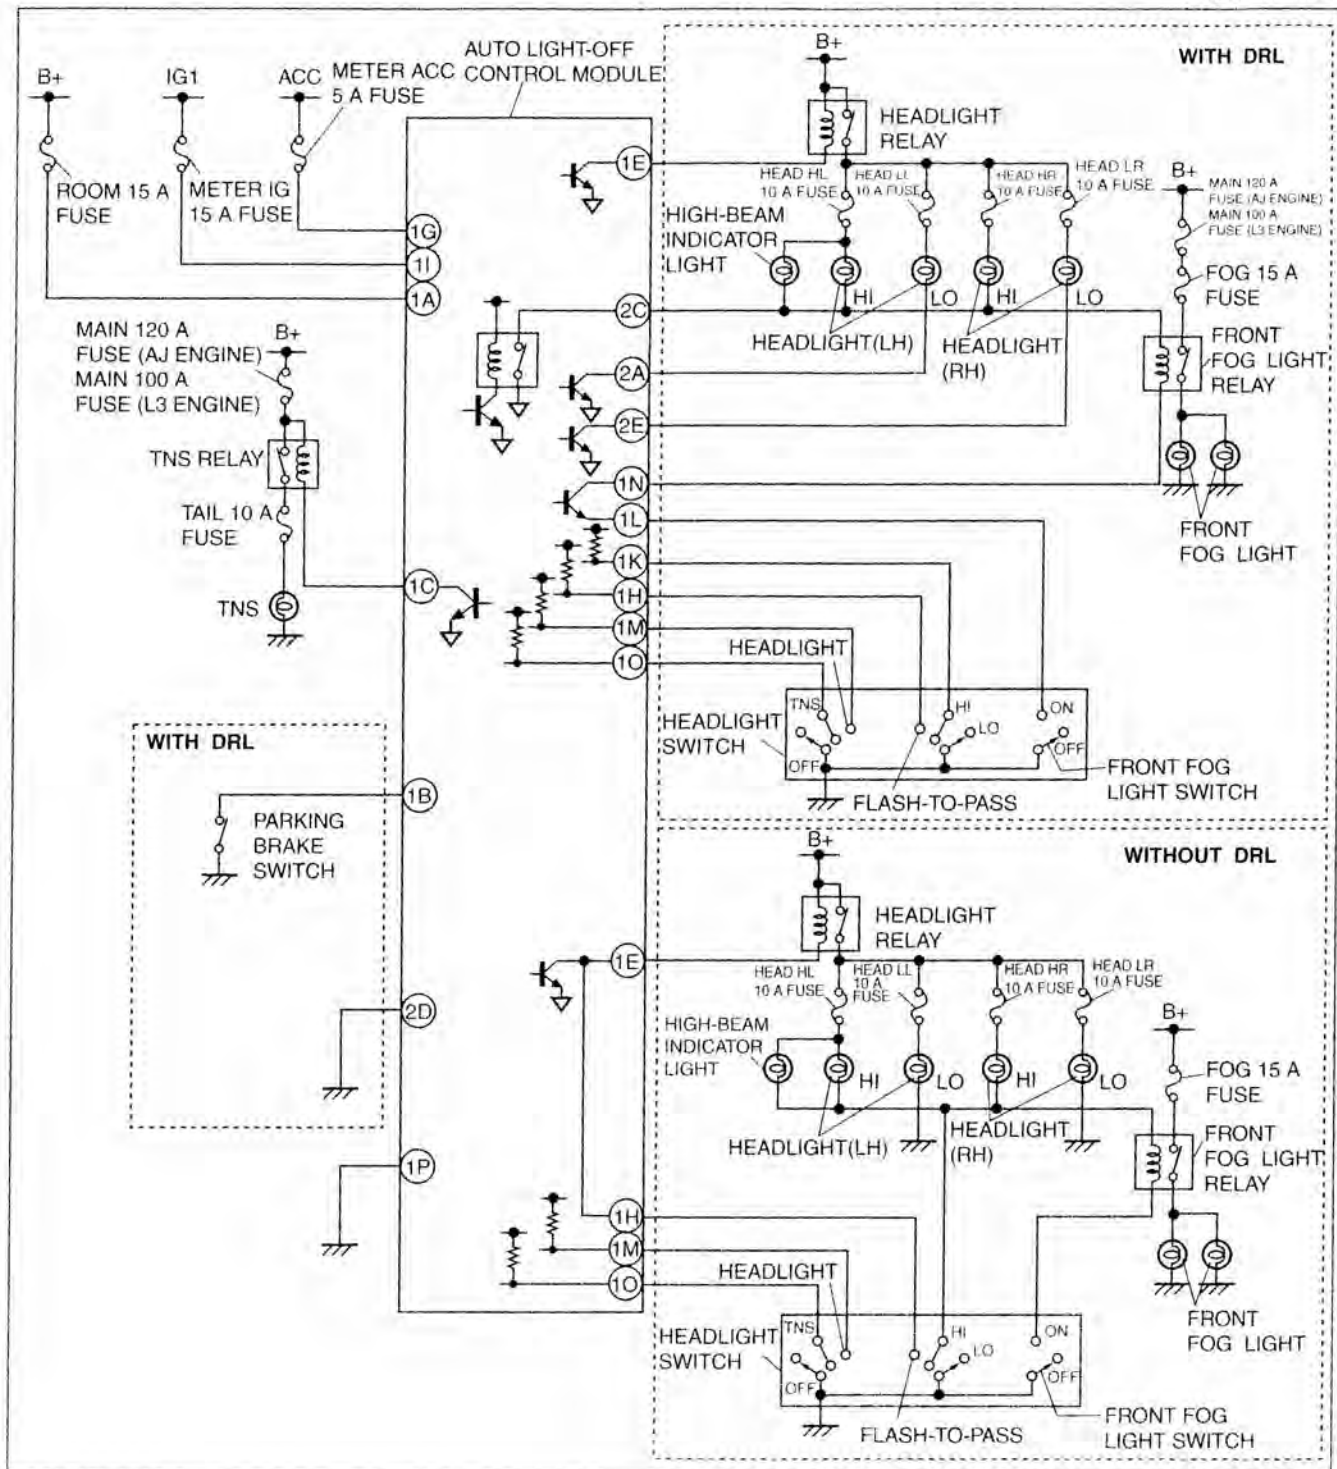 B+
IG1
ACC
METER ACC
5 A FUSE
AUTO LIGHT-OFF
CONTROL MODULE
ROOM 15 A
FUSE
METER IG
15 A FUSE
1G
1I
1A
MAIN 120 A
FUSE (AJ ENGINE)
MAIN 100 A
FUSE (L3 ENGINE)
B+
TNS RELAY
TAIL 10 A
FUSE
TNS
1C
WITH DRL
1B
PARKING
BRAKE
SWITCH
2D
1P
WITH DRL
B+
HEADLIGHT
RELAY
1E
HEAD HL
10 A FUSE
HEAD LL
10 A FUSE
HEAD HR
10 A FUSE
HEAD LR
10 A FUSE
B+
MAIN 120 A
FUSE (AJ ENGINE)
MAIN 100 A
FUSE (L3 ENGINE)
FOG 15 A
FUSE
HIGH-BEAM
INDICATOR
LIGHT
HI
LO
HI
LO
2C
HEADLIGHT(LH)
HEADLIGHT
(RH)
FRONT
FOG LIGHT
RELAY
2A
2E
1N
1L
1K
1H
1M
1O
FRONT
FOG LIGHT
HEADLIGHT
HEADLIGHT
SWITCH
TNS
OFF
HI
LO
ON
OFF
FLASH-TO-PASS
FRONT FOG
LIGHT SWITCH
WITHOUT DRL
B+
HEADLIGHT
RELAY
1E
HEAD HL
10 A FUSE
HEAD LL
10 A
FUSE
HEAD HR
10 A FUSE
HEAD LR
10 A FUSE
B+
FOG 15 A
FUSE
HIGH-BEAM
INDICATOR
LIGHT
HI
LO
HI
LO
HEADLIGHT(LH)
HEADLIGHT
(RH)
FRONT
FOG LIGHT
RELAY
1H
1M
1O
FRONT
FOG LIGHT
HEADLIGHT
HEADLIGHT
SWITCH
TNS
OFF
HI
LO
ON
OFF
FLASH-TO-PASS
FRONT FOG
LIGHT SWITCH